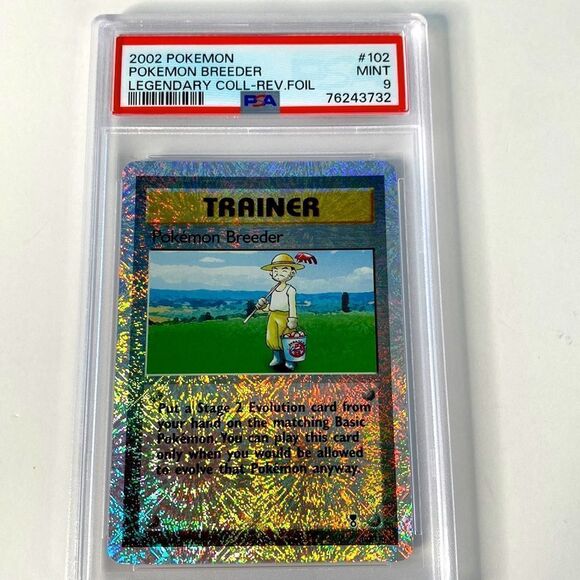 2002 POKEMON #102
POKEMON BREEDER MINT
LEGENDARY COLL-REV.FOIL 9
PSA 76243732
TRAINER
Pokémon Breeder
Put a Stage 2 Evolution card from
your hand on the matching Basic
Pokémon. You can play this card
only when you would be allowed
to evolve that Pokémon anyway.